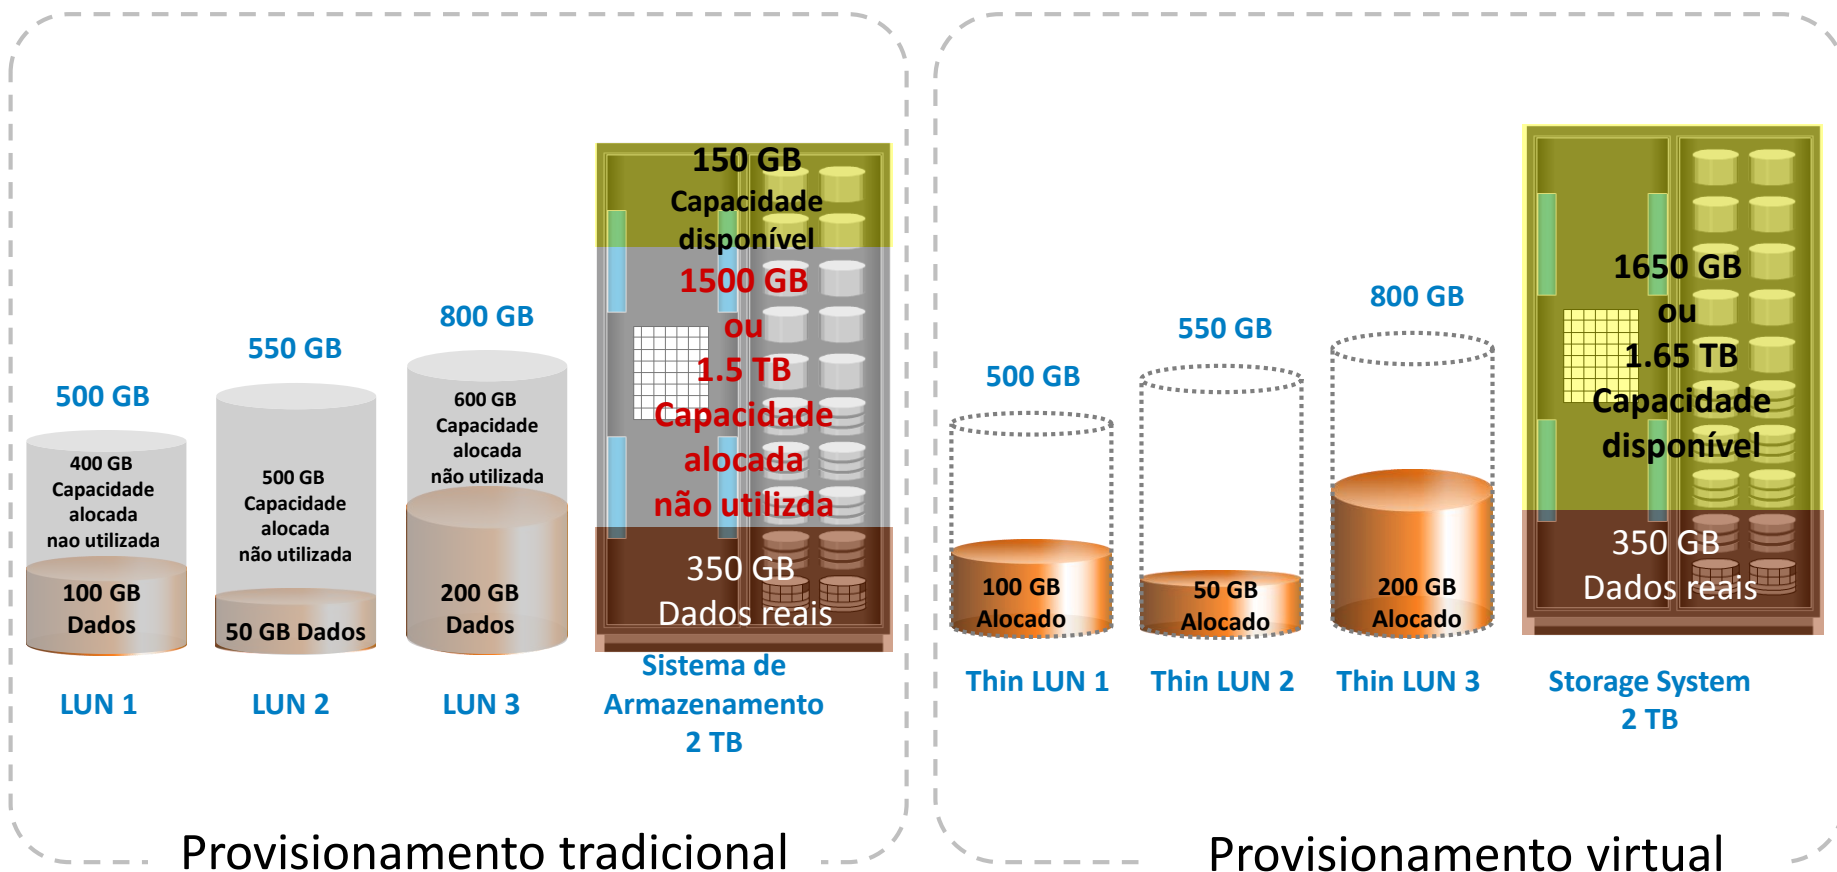 500 GB
400 GB
Capacidade
alocada
nao utilizada
100 GB
Dados
LUN 1
550 GB
500 GB
Capacidade
alocada
não utilizada
50 GB Dados
LUN 2
800 GB
600 GB
Capacidade
alocada
não utilizada
200 GB
Dados
LUN 3
150 GB
Capacidade
disponível
1500 GB
ou
1.5 TB
Capacidade
alocada
não utilizda
350 GB
Dados reais
Sistema de
Armazenamento
2 TB
Provisionamento tradicional
500 GB
100 GB
Alocado
Thin LUN 1
550 GB
50 GB
Alocado
Thin LUN 2
800 GB
200 GB
Alocado
Thin LUN 3
1650 GB
ou
1.65 TB
Capacidade
disponível
350 GB
Dados reais
Storage System
2 TB
Provisionamento virtual